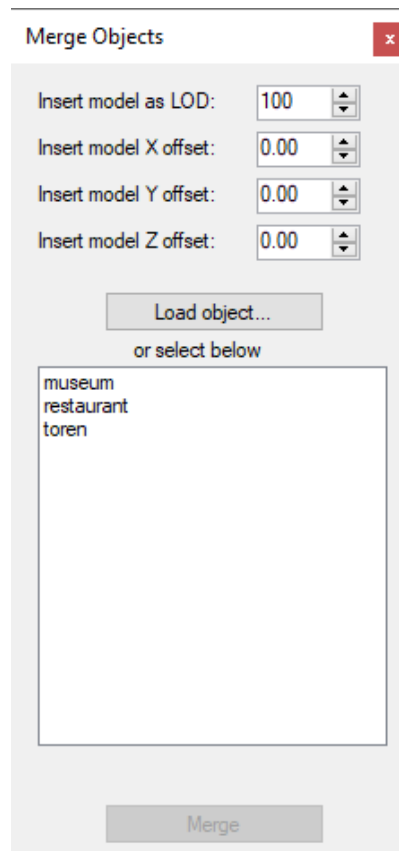 Merge Objects
x
Insert model as LOD: 100
Insert model X offset: 0.00
Insert model Y offset: 0.00
Insert model Z offset: 0.00
Load object...
or select below
museum
restaurant
toren
Merge